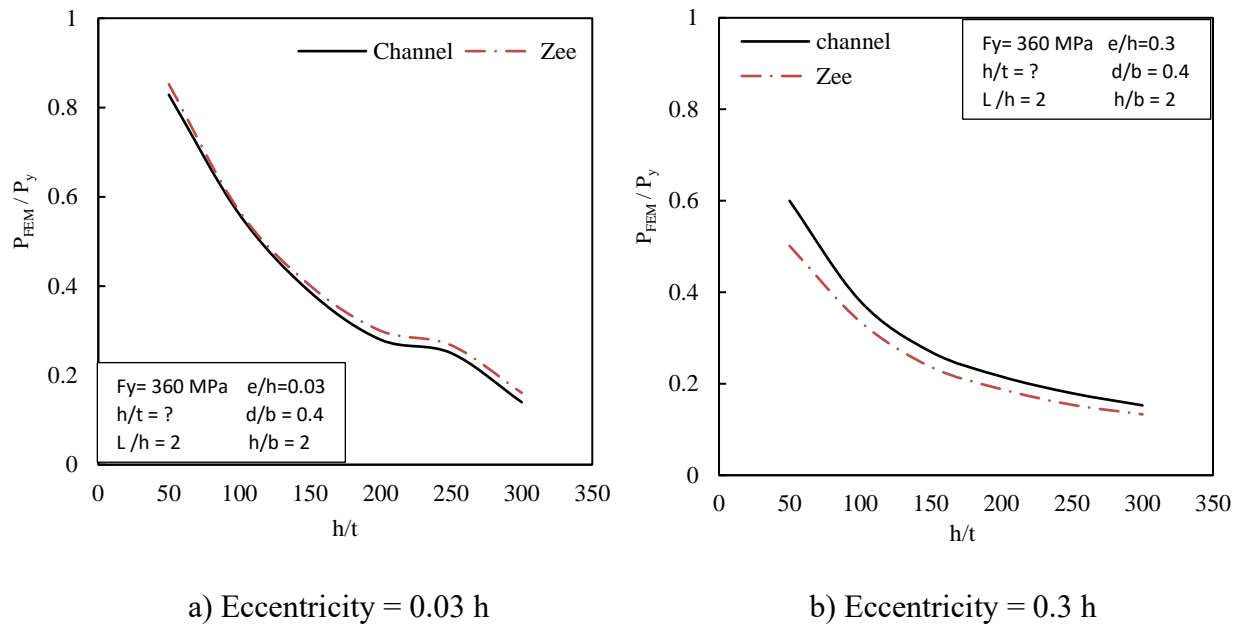 1
0.8
0.6
0.4
0.2
0
P_FEM / P_y
Channel Zee
Fy= 360 MPa e/h=0.03
h/t = ? d/b = 0.4
L /h = 2 h/b = 2
0 50 100 150 200 250 300 350
h/t
a) Eccentricity = 0.03 h
1
0.8
0.6
0.4
0.2
0
P_FEM / P_y
channel
Zee
Fy= 360 MPa e/h=0.3
h/t = ? d/b = 0.4
L /h = 2 h/b = 2
0 50 100 150 200 250 300 350
h/t
b) Eccentricity = 0.3 h